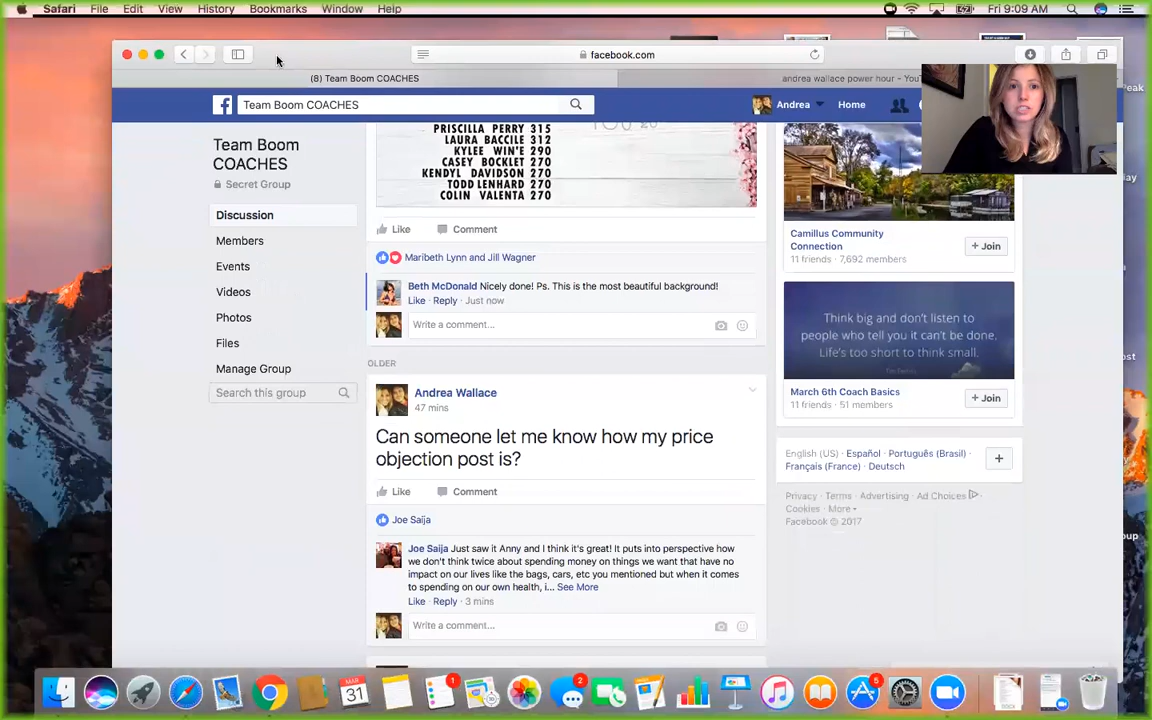 Safari File Edit View History Bookmarks Window Help Fri 9:09 AM
facebook.com
(8) Team Boom COACHES andrea wallace power hour - YouT
Team Boom COACHES Andrea Home
Team Boom
COACHES
Secret Group
Discussion
Members
Events
Videos
Photos
Files
Manage Group
Search this group
PRISCILLA PERRY 315
LAURA BACCILE 312
KYLEE WIN'E 290
CASEY BOCKLET 270
KENDYL DAVIDSON 270
TODD LENHARD 270
COLIN VALENTA 270
Like Comment
Maribeth Lynn and Jill Wagner
Beth McDonald Nicely done! Ps. This is the most beautiful background!
Like · Reply · Just now
Write a comment...
OLDER
Andrea Wallace
47 mins
Can someone let me know how my price
objection post is?
Like Comment
Joe Saija
Joe Saija Just saw it Anny and I think it's great! It puts into perspective how
we don't think twice about spending money on things we want that have no
impact on our lives like the bags, cars, etc you mentioned but when it comes
to spending on our own health, i... See More
Like · Reply · 3 mins
Write a comment...
Camillus Community
Connection
11 friends · 7,692 members
+ Join
Think big and don't listen to
people who tell you it can't be done.
Life's too short to think small.
March 6th Coach Basics
11 friends · 51 members
+ Join
English (US) · Español · Português (Brasil) ·
Français (France) · Deutsch
+
Privacy · Terms · Advertising · Ad Choices ·
Cookies · More
Facebook © 2017
Peak
MAR
31
1
2
5